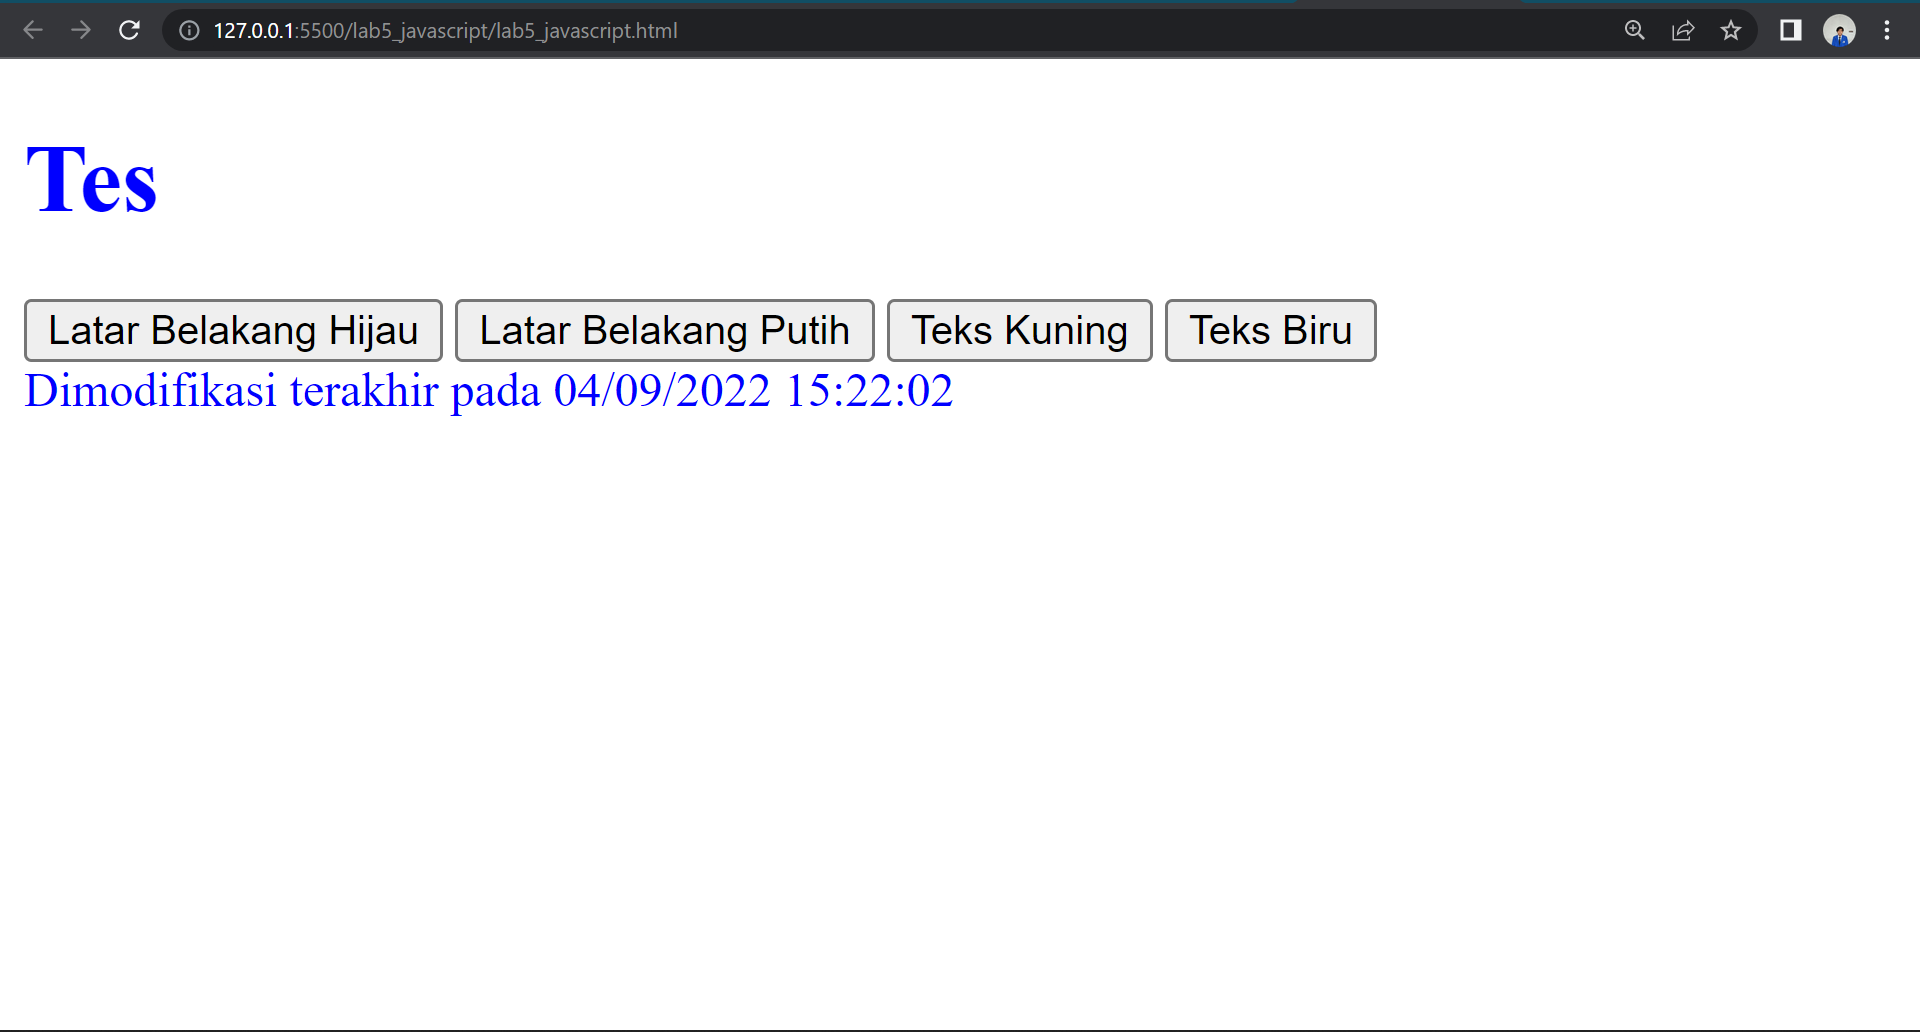 127.0.0.1:5500/lab5_javascript/lab5_javascript.html
Tes
Latar Belakang Hijau Latar Belakang Putih Teks Kuning Teks Biru
Dimodifikasi terakhir pada 04/09/2022 15:22:02